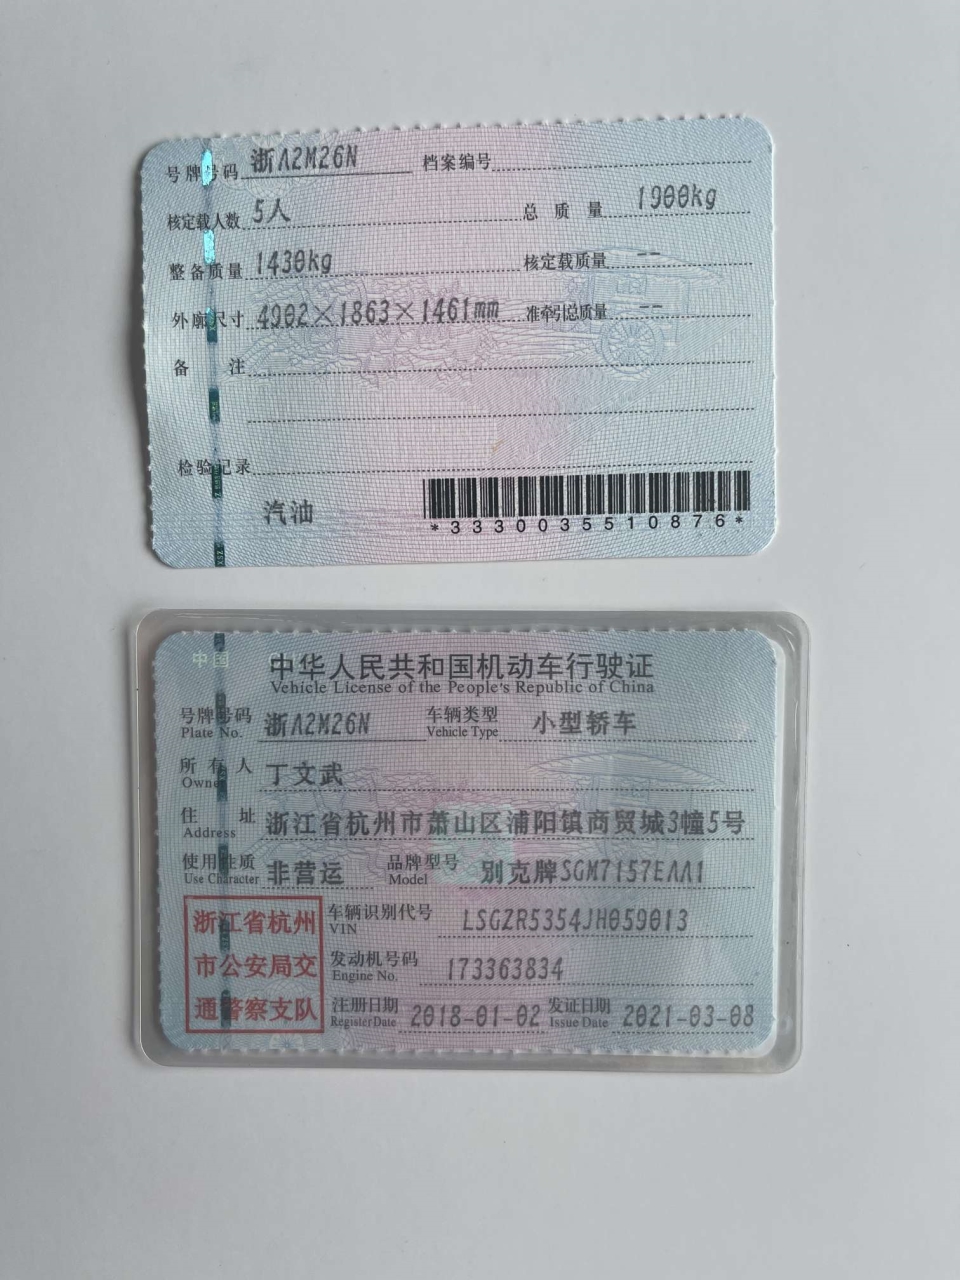 号牌号码 浙A2M26N 档案编号
核定载人数 5人 总质量 1900kg
整备质量 1430kg 核定载质量 --
外廓尺寸 4902×1863×1461mm 准牵引总质量 --
备注
检验记录
汽油
*3330035510876*
中国
中华人民共和国机动车行驶证
Vehicle License of the People's Republic of China
号牌号码 浙A2M26N 车辆类型 小型轿车
Plate No. Vehicle Type
所有人 丁文武
Owner
住址 浙江省杭州市萧山区浦阳镇商贸城3幢5号
Address
使用性质 非营运 品牌型号 别克牌SGM7157EAA1
Use Character Model
浙江省杭州
市公安局交
通警察支队
车辆识别代号 LSGZR5354JH059013
VIN
发动机号码 173363834
Engine No.
注册日期 2018-01-02 发证日期 2021-03-08
Register Date Issue Date